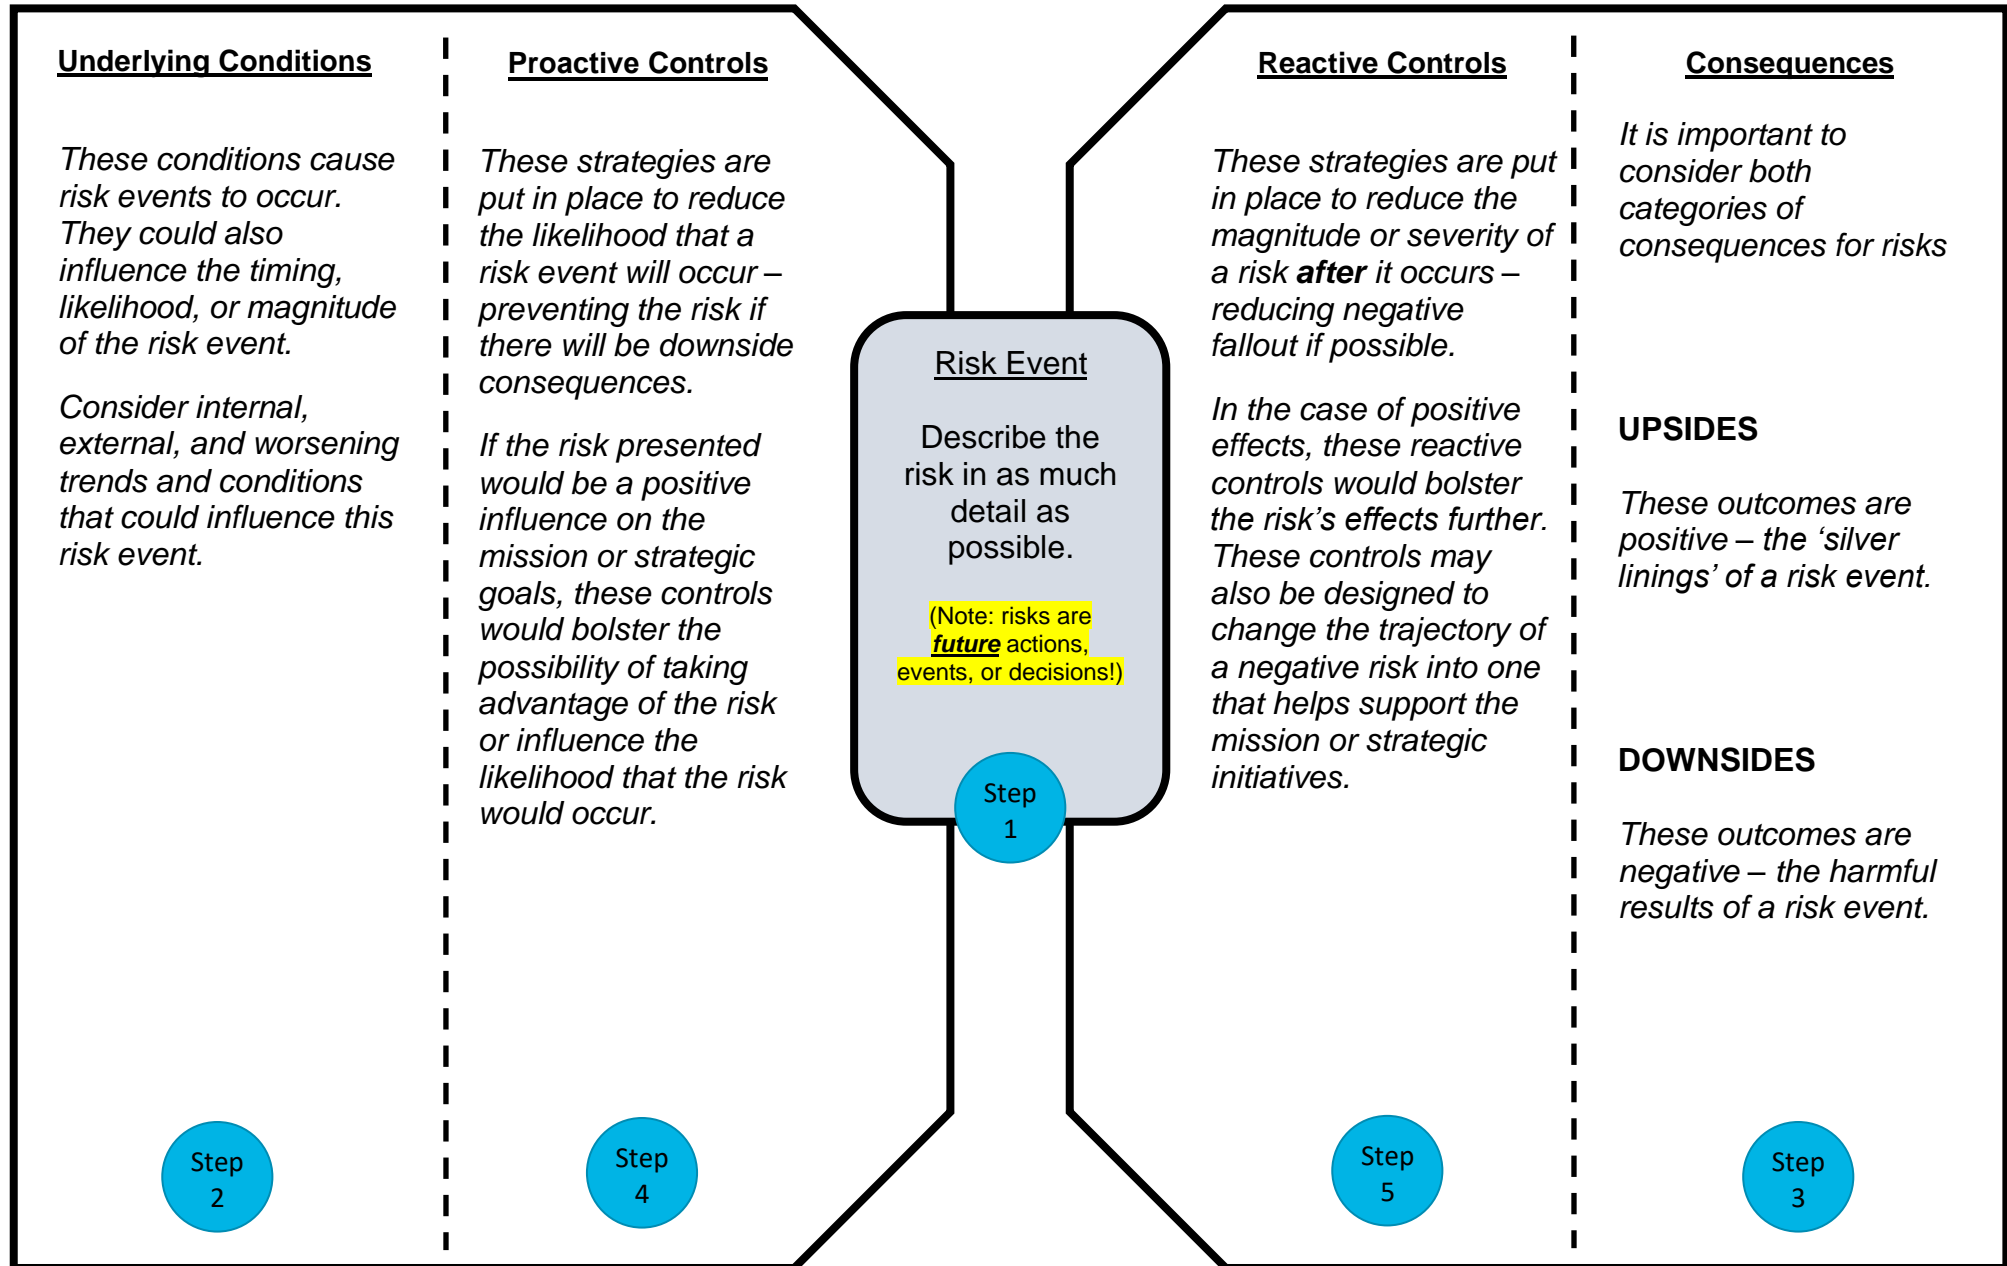 Underlying Conditions
These conditions cause
risk events to occur.
They could also
influence the timing,
likelihood, or magnitude
of the risk event.
Consider internal,
external, and worsening
trends and conditions
that could influence this
risk event.
Step
2
Proactive Controls
These strategies are
put in place to reduce
the likelihood that a
risk event will occur –
preventing the risk if
there will be downside
consequences.
If the risk presented
would be a positive
influence on the
mission or strategic
goals, these controls
would bolster the
possibility of taking
advantage of the risk
or influence the
likelihood that the risk
would occur.
Step
4
Risk Event
Describe the
risk in as much
detail as
possible.
(Note: risks are
future actions,
events, or decisions!)
Step
1
Reactive Controls
These strategies are put
in place to reduce the
magnitude or severity of
a risk after it occurs –
reducing negative
fallout if possible.
In the case of positive
effects, these reactive
controls would bolster
the risk’s effects further.
These controls may
also be designed to
change the trajectory of
a negative risk into one
that helps support the
mission or strategic
initiatives.
Step
5
Consequences
It is important to
consider both
categories of
consequences for risks
UPSIDES
These outcomes are
positive – the ‘silver
linings’ of a risk event.
DOWNSIDES
These outcomes are
negative – the harmful
results of a risk event.
Step
3